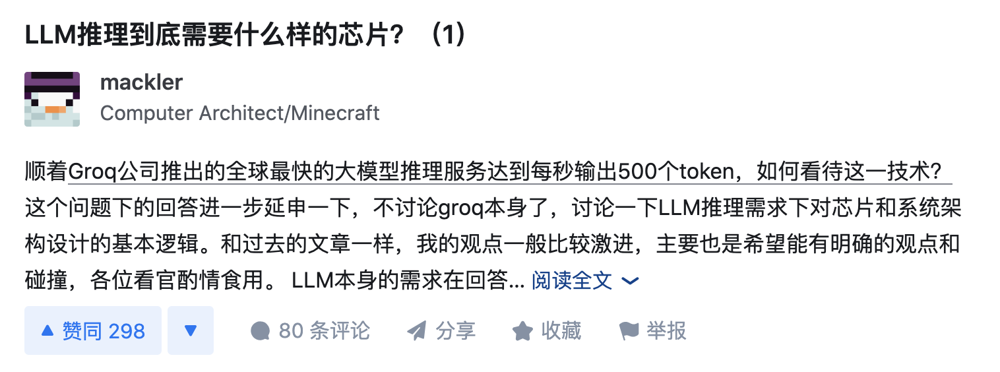 LLM推理到底需要什么样的芯片？（1）
mackler
Computer Architect/Minecraft
顺着Groq公司推出的全球最快的大模型推理服务达到每秒输出500个token，如何看待这一技术？
这个问题下的回答进一步延申一下，不讨论groq本身了，讨论一下LLM推理需求下对芯片和系统架
构设计的基本逻辑。和过去的文章一样，我的观点一般比较激进，主要也是希望能有明确的观点和
碰撞，各位看官酌情食用。 LLM本身的需求在回答... 阅读全文
赞同 298 80 条评论 分享 收藏 举报